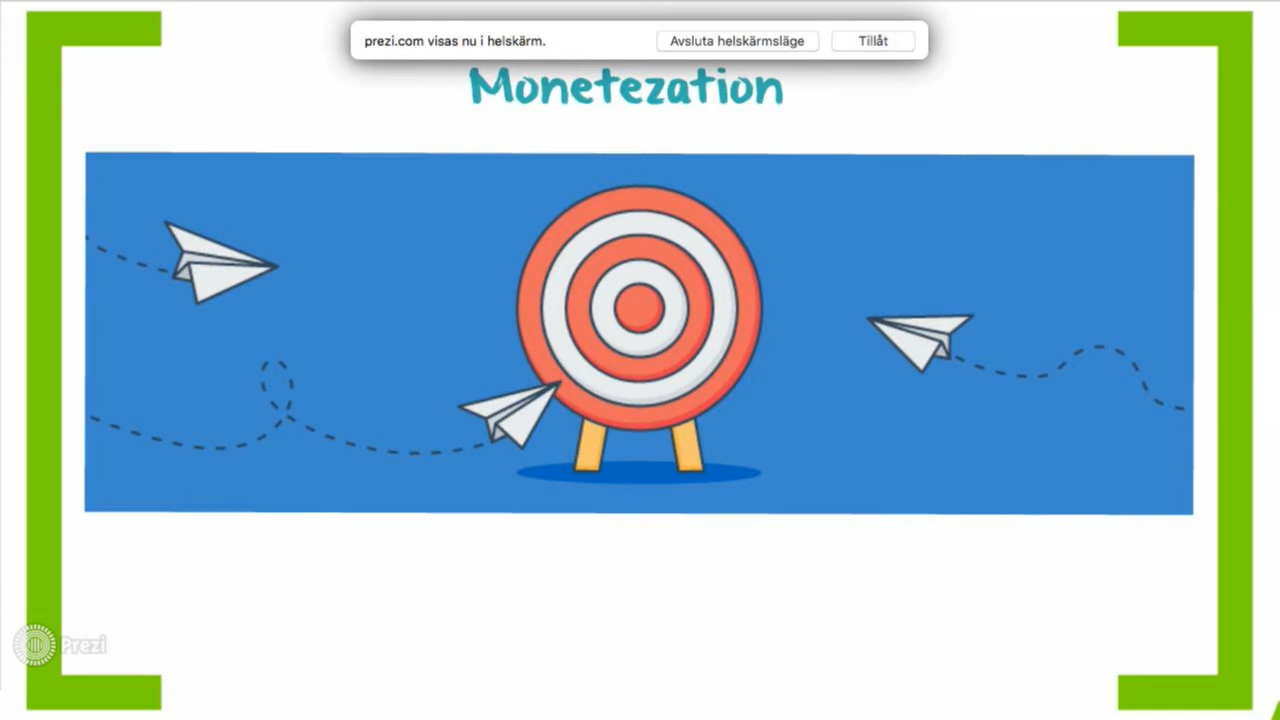 prezi.com visas nu i helskärm.
Avsluta helskärmsläge
Tillåt
Monetezation
Prezi